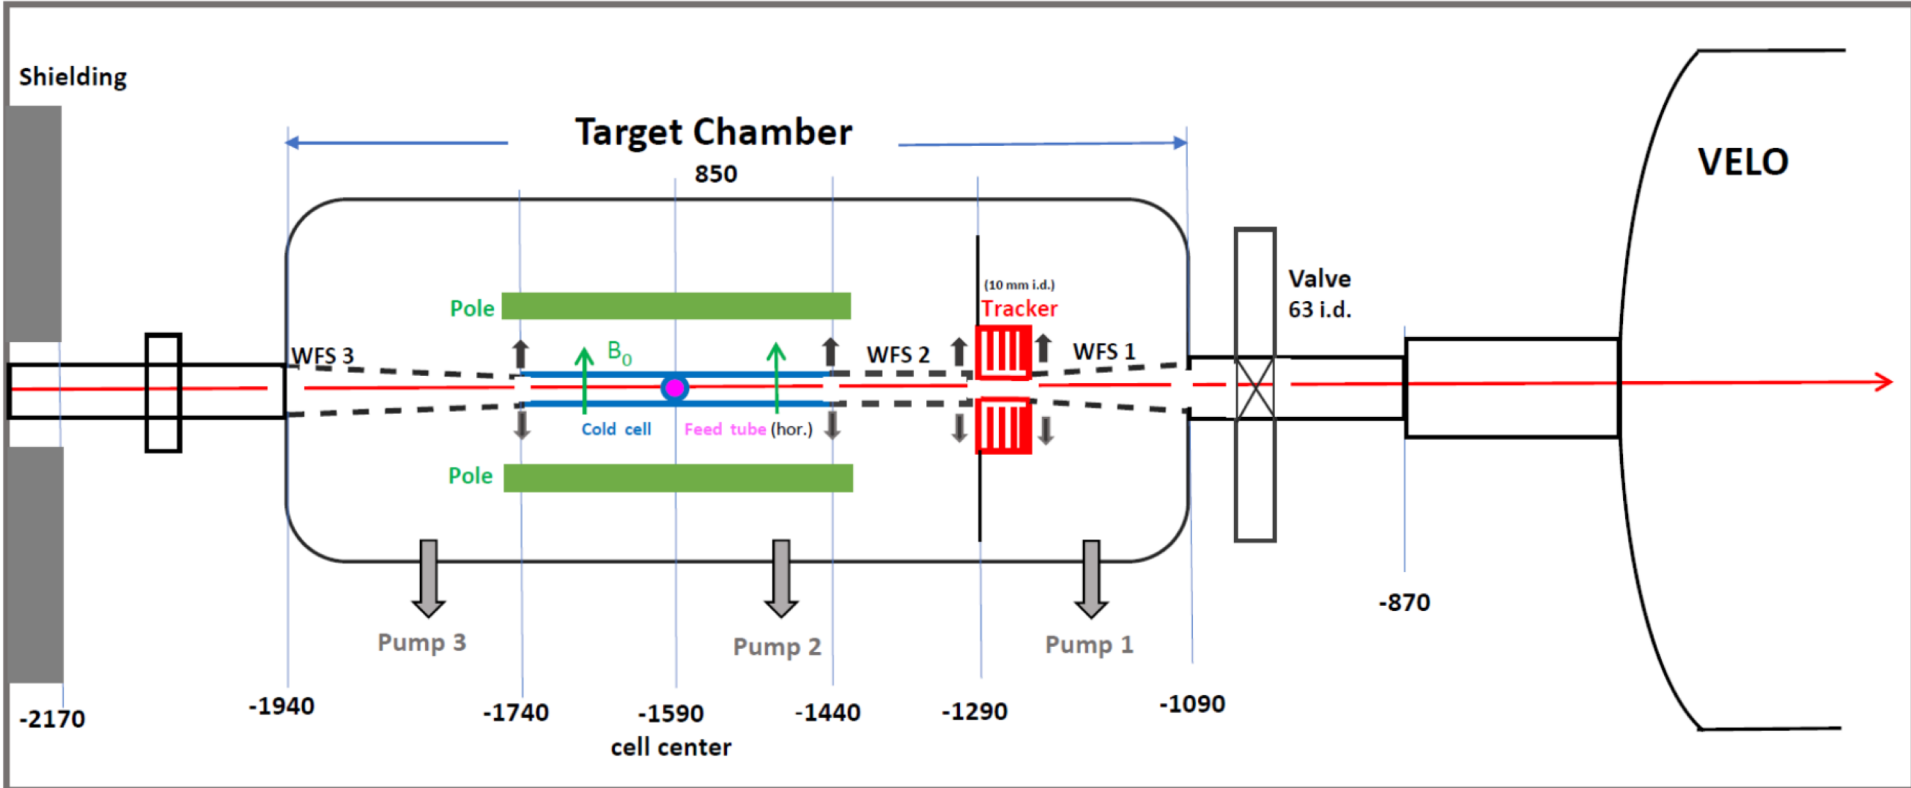 Shielding
Target Chamber
850
VELO
Valve
63 i.d.
(10 mm i.d.)
Tracker
Pole
B₀
WFS 3
WFS 2
WFS 1
Cold cell
Feed tube (hor.)
Pole
Pump 3
Pump 2
Pump 1
-870
-2170
-1940
-1740
-1590
-1440
-1290
-1090
cell center